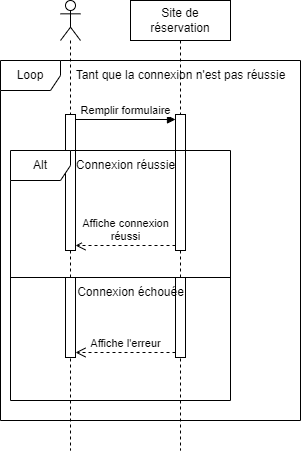 Site de
réservation
Loop
Tant que la connexion n'est pas réussie
Remplir formulaire
Alt
Connexion réussie
Affiche connexion
réussi
Connexion échouée
Affiche l'erreur